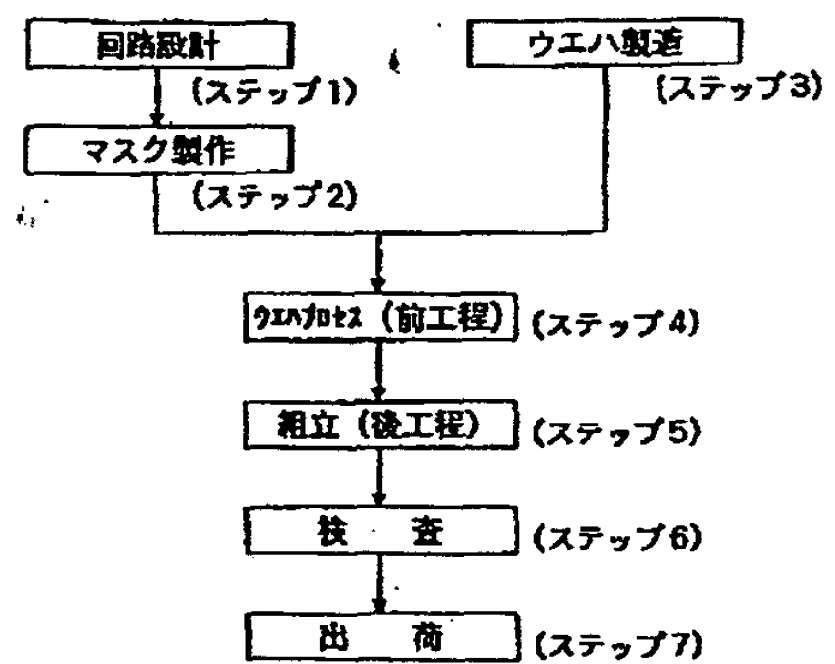 回路設計
(ステップ1)
ウエハ製造
(ステップ3)
マスク製作
(ステップ2)
ウエハプロセス(前工程)
(ステップ4)
組立(後工程)
(ステップ5)
検 査
(ステップ6)
出 荷
(ステップ7)